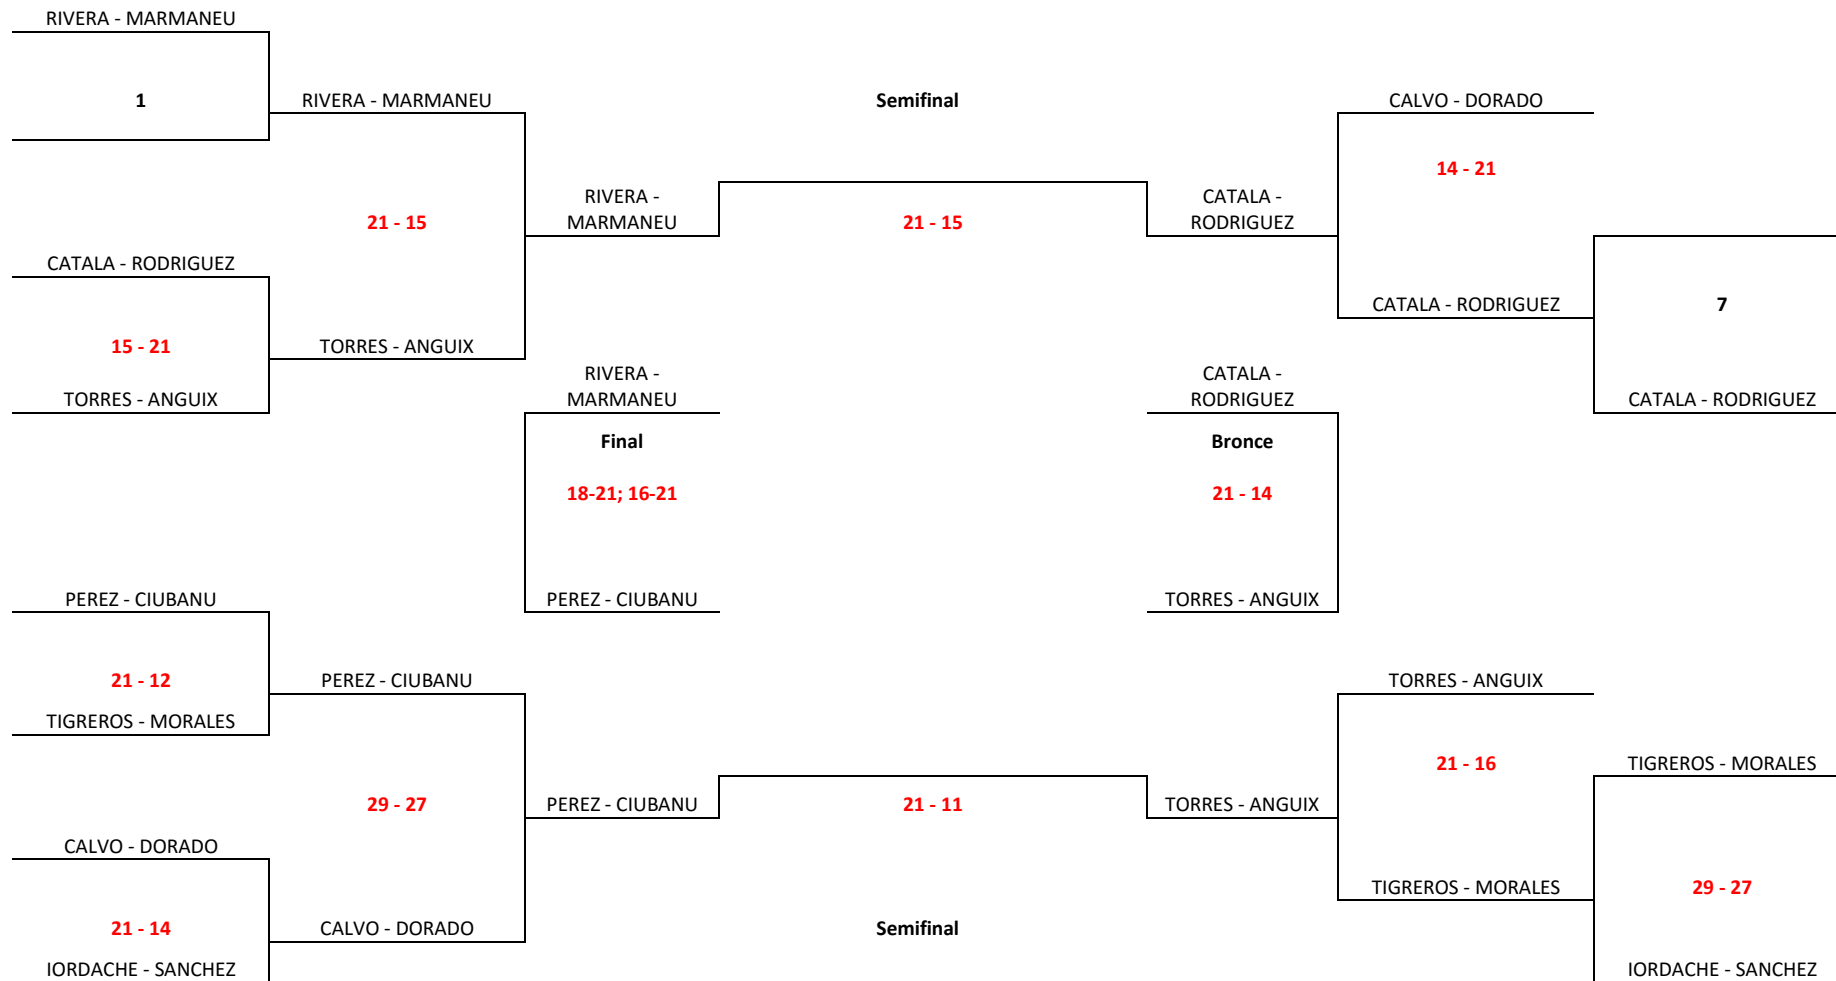 RIVERA - MARMANEU
1
RIVERA - MARMANEU
Semifinal
CALVO - DORADO
14 - 21
RIVERA -
MARMANEU
CATALA -
RODRIGUEZ
21 - 15
21 - 15
CATALA - RODRIGUEZ
CATALA - RODRIGUEZ
7
15 - 21
TORRES - ANGUIX
RIVERA -
MARMANEU
CATALA -
RODRIGUEZ
TORRES - ANGUIX
CATALA - RODRIGUEZ
Final
Bronce
18-21; 16-21
21 - 14
PEREZ - CIUBANU
PEREZ - CIUBANU
TORRES - ANGUIX
21 - 12
PEREZ - CIUBANU
TORRES - ANGUIX
TIGREROS - MORALES
21 - 16
TIGREROS - MORALES
29 - 27
PEREZ - CIUBANU
21 - 11
TORRES - ANGUIX
CALVO - DORADO
TIGREROS - MORALES
29 - 27
21 - 14
CALVO - DORADO
Semifinal
IORDACHE - SANCHEZ
IORDACHE - SANCHEZ